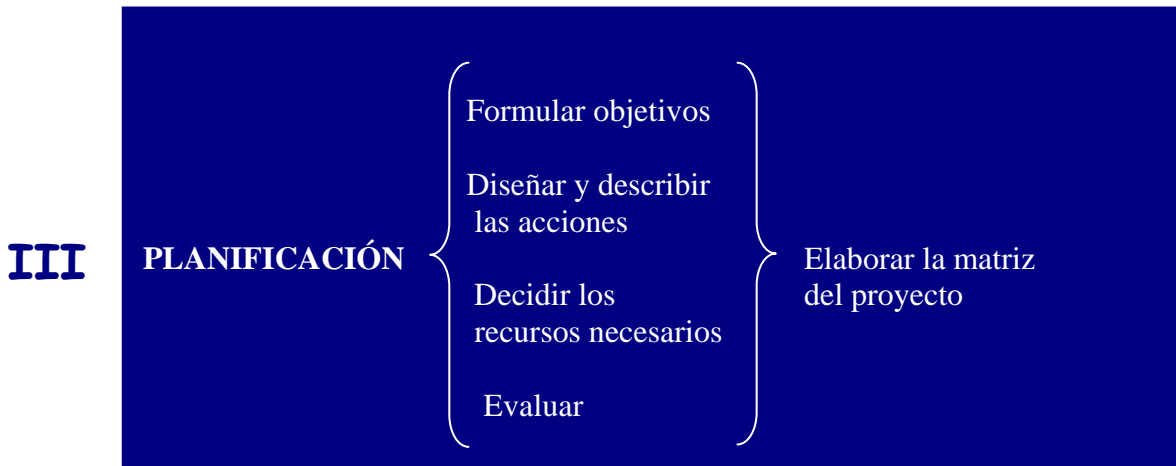 III
PLANIFICACIÓN
Formular objetivos
Diseñar y describir
las acciones
Decidir los
recursos necesarios
Evaluar
Elaborar la matriz
del proyecto